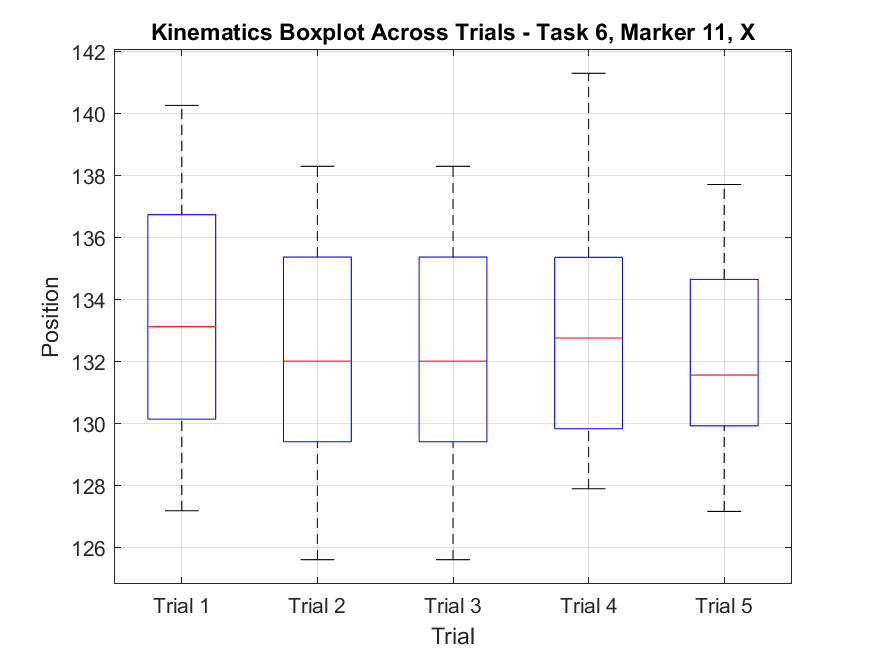 Kinematics Boxplot Across Trials - Task 6, Marker 11, X
142
140
138
136
134
132
130
128
126
Position
Trial 1 Trial 2 Trial 3 Trial 4 Trial 5
Trial